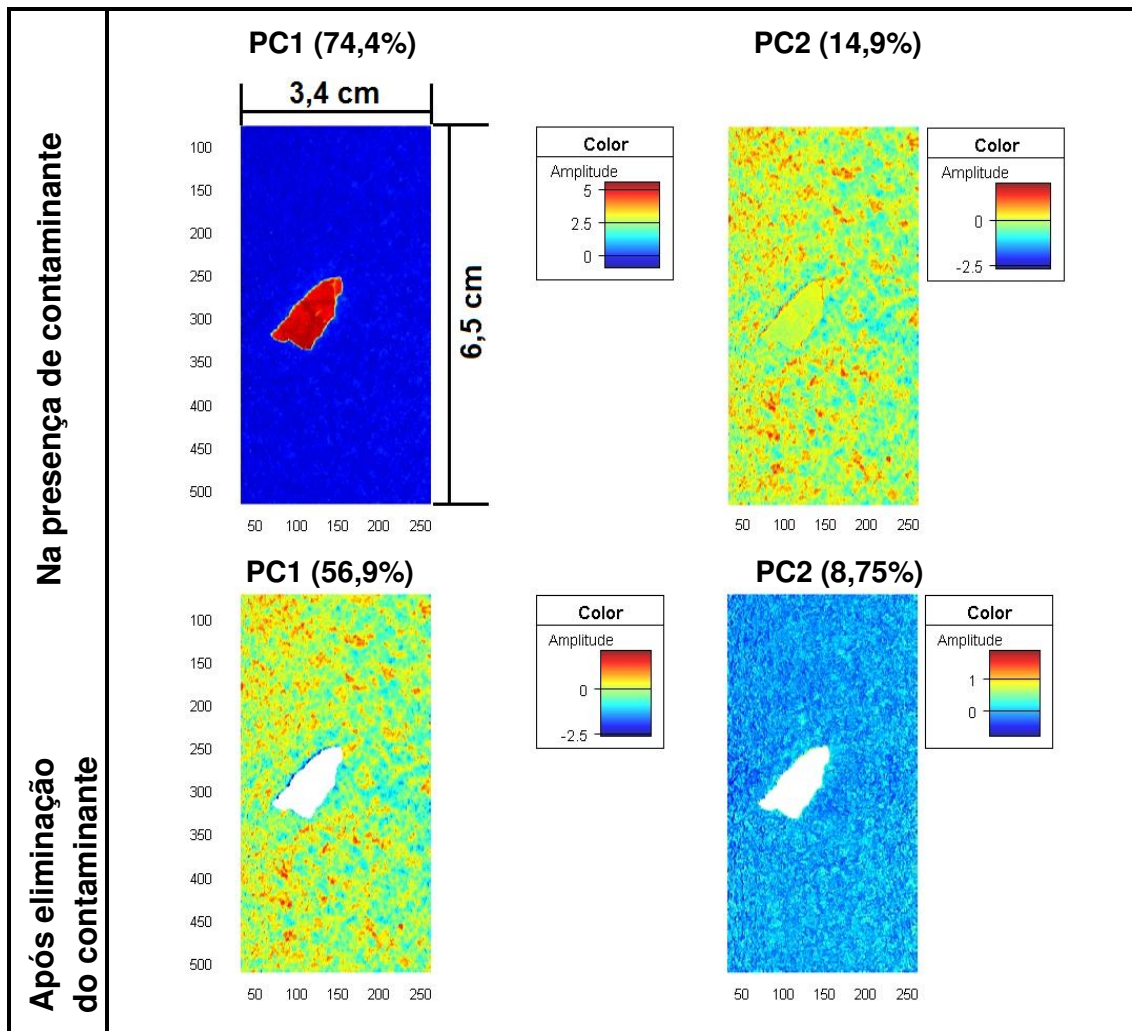 Na presença de contaminante
PC1 (74,4%)
3,4 cm
6,5 cm
100
150
200
250
300
350
400
450
500
50 100 150 200 250
Color
Amplitude
5
2.5
0
PC2 (14,9%)
50 100 150 200 250
Color
Amplitude
0
-2.5
Após eliminação
do contaminante
PC1 (56,9%)
100
150
200
250
300
350
400
450
500
50 100 150 200 250
Color
Amplitude
0
-2.5
PC2 (8,75%)
50 100 150 200 250
Color
Amplitude
1
0